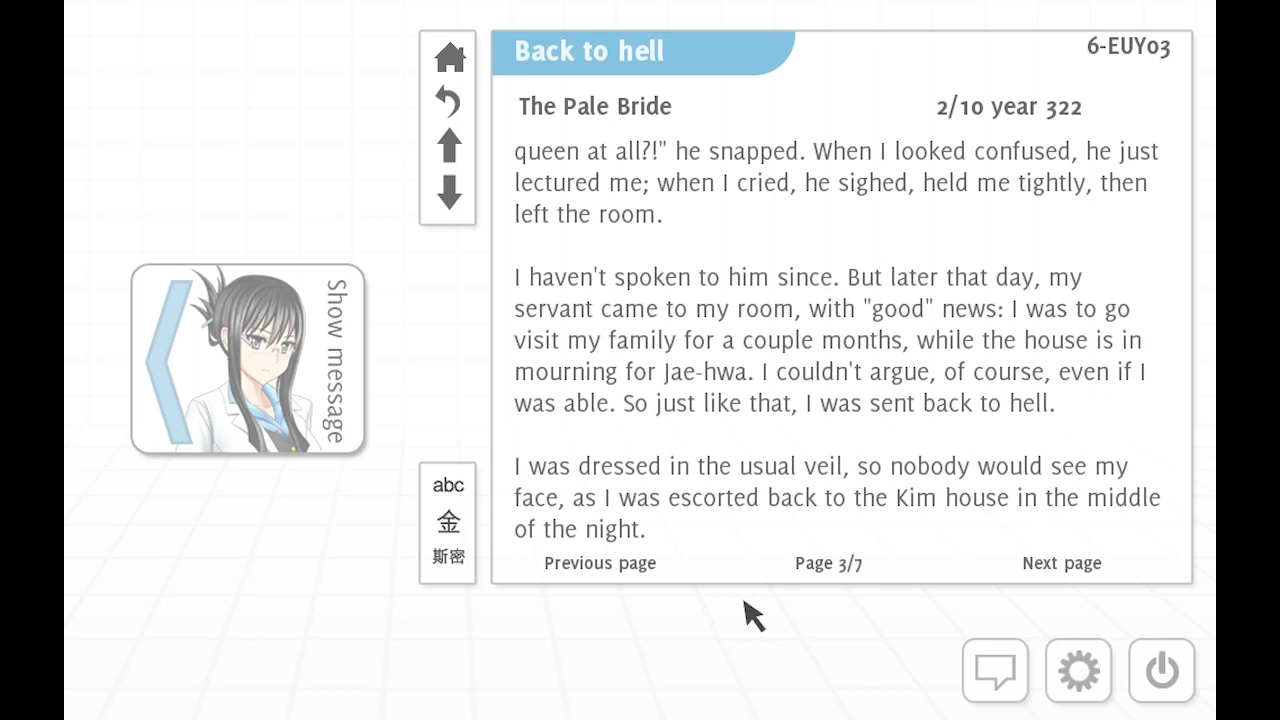 Back to hell
6-EUY03
The Pale Bride
2/10 year 322
queen at all?!" he snapped. When I looked confused, he just
lectured me; when I cried, he sighed, held me tightly, then
left the room.
I haven't spoken to him since. But later that day, my
servant came to my room, with "good" news: I was to go
visit my family for a couple months, while the house is in
mourning for Jae-hwa. I couldn't argue, of course, even if I
was able. So just like that, I was sent back to hell.
I was dressed in the usual veil, so nobody would see my
face, as I was escorted back to the Kim house in the middle
of the night.
Previous page
Page 3/7
Next page
Show message
abc
金
斯密